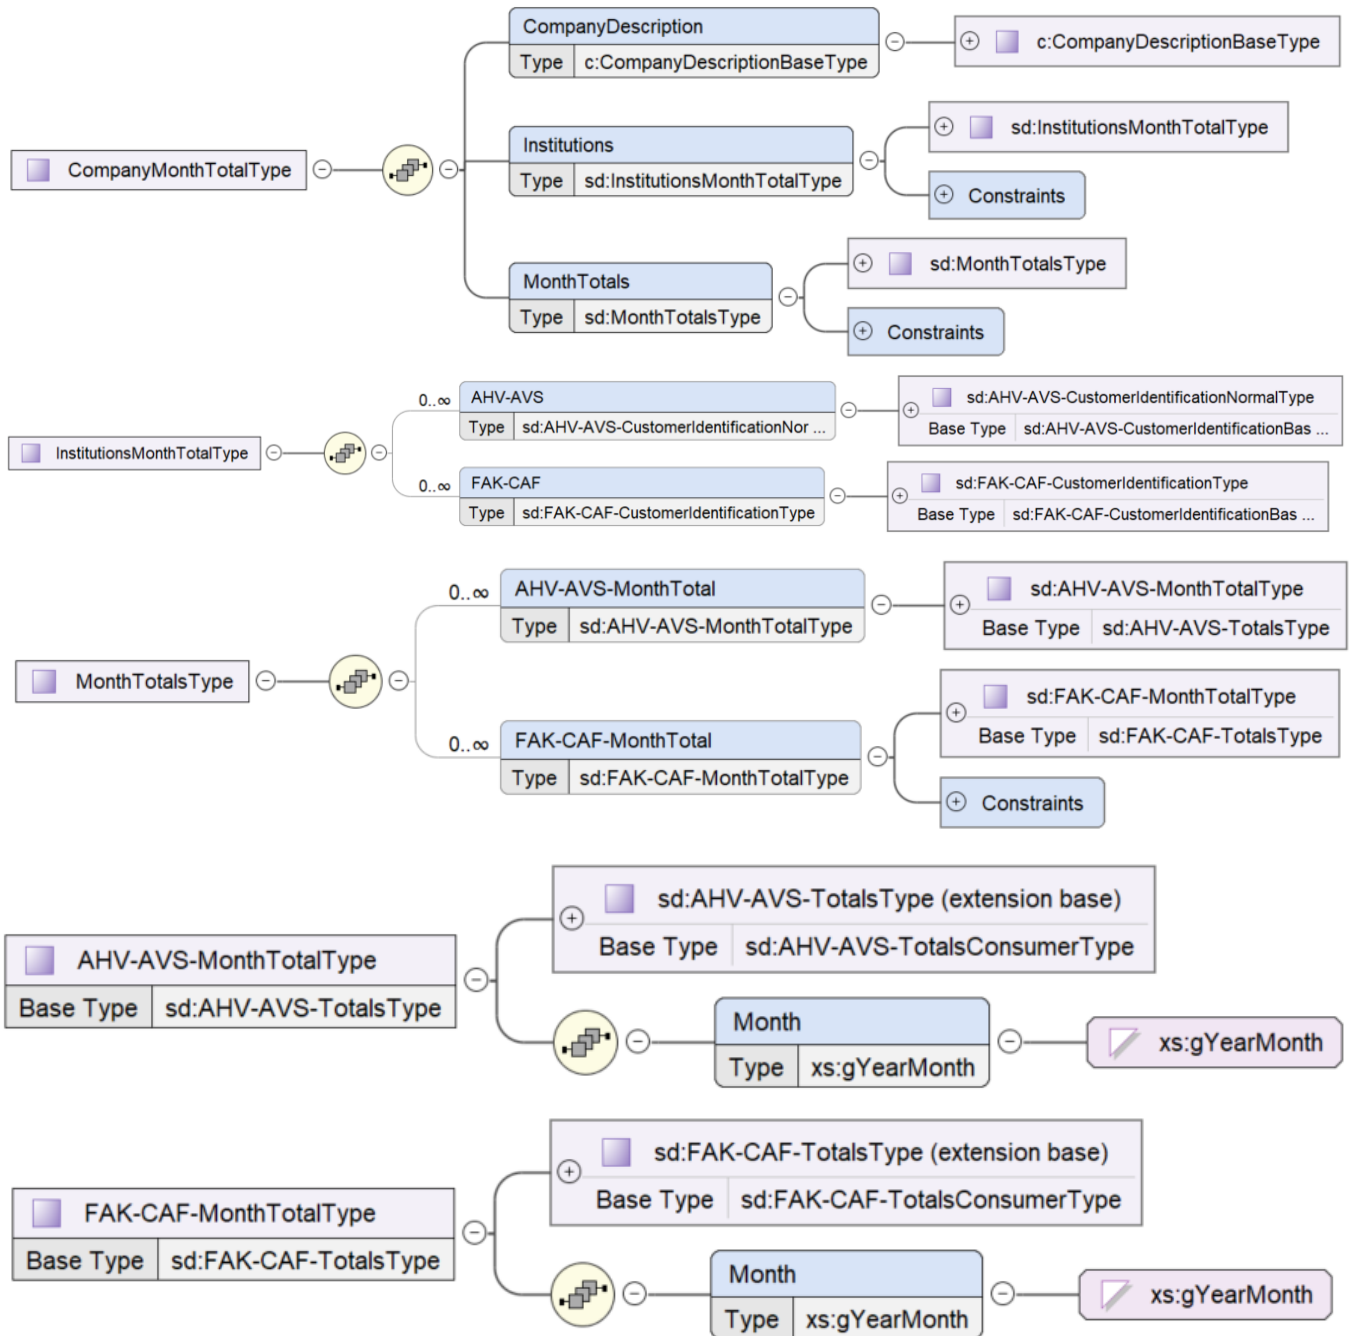 CompanyMonthTotalType
CompanyDescription
Type c:CompanyDescriptionBaseType
c:CompanyDescriptionBaseType
Institutions
Type sd:InstitutionsMonthTotalType
sd:InstitutionsMonthTotalType
Constraints
MonthTotals
Type sd:MonthTotalsType
sd:MonthTotalsType
Constraints
InstitutionsMonthTotalType
0..∞
AHV-AVS
Type sd:AHV-AVS-CustomerIdentificationNor ...
sd:AHV-AVS-CustomerIdentificationNormalType
Base Type sd:AHV-AVS-CustomerIdentificationBas ...
0..∞
FAK-CAF
Type sd:FAK-CAF-CustomerIdentificationType
sd:FAK-CAF-CustomerIdentificationType
Base Type sd:FAK-CAF-CustomerIdentificationBas ...
MonthTotalsType
0..∞
AHV-AVS-MonthTotal
Type sd:AHV-AVS-MonthTotalType
sd:AHV-AVS-MonthTotalType
Base Type sd:AHV-AVS-TotalsType
0..∞
FAK-CAF-MonthTotal
Type sd:FAK-CAF-MonthTotalType
sd:FAK-CAF-MonthTotalType
Base Type sd:FAK-CAF-TotalsType
Constraints
AHV-AVS-MonthTotalType
Base Type sd:AHV-AVS-TotalsType
sd:AHV-AVS-TotalsType (extension base)
Base Type sd:AHV-AVS-TotalsConsumerType
Month
Type xs:gYearMonth
xs:gYearMonth
FAK-CAF-MonthTotalType
Base Type sd:FAK-CAF-TotalsType
sd:FAK-CAF-TotalsType (extension base)
Base Type sd:FAK-CAF-TotalsConsumerType
Month
Type xs:gYearMonth
xs:gYearMonth